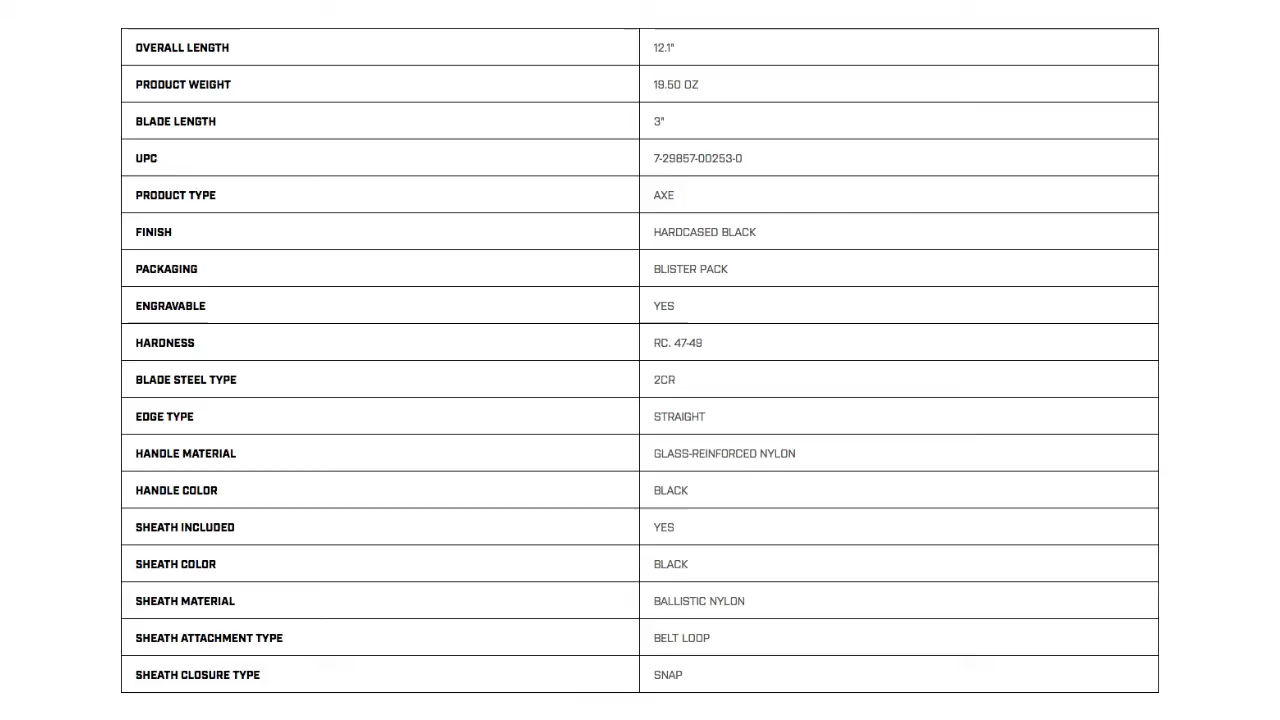 OVERALL LENGTH 12.1"
PRODUCT WEIGHT 19.50 OZ
BLADE LENGTH 3"
UPC 7-29857-00253-0
PRODUCT TYPE AXE
FINISH HARDCASED BLACK
PACKAGING BLISTER PACK
ENGRAVABLE YES
HARDNESS RC. 47-49
BLADE STEEL TYPE 2CR
EDGE TYPE STRAIGHT
HANDLE MATERIAL GLASS-REINFORCED NYLON
HANDLE COLOR BLACK
SHEATH INCLUDED YES
SHEATH COLOR BLACK
SHEATH MATERIAL BALLISTIC NYLON
SHEATH ATTACHMENT TYPE BELT LOOP
SHEATH CLOSURE TYPE SNAP